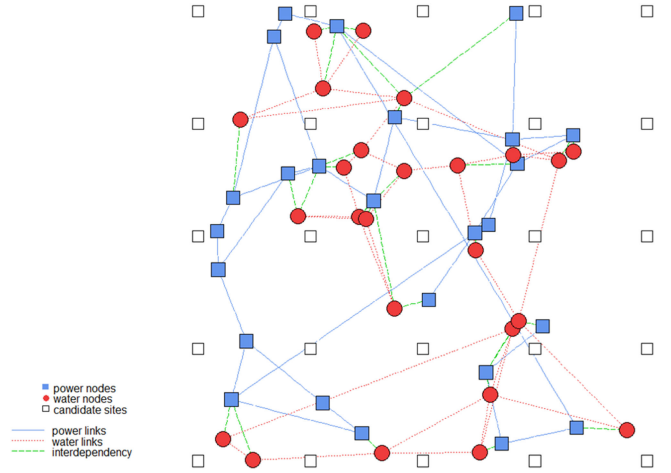 power nodes
water nodes
candidate sites
power links
water links
interdependency